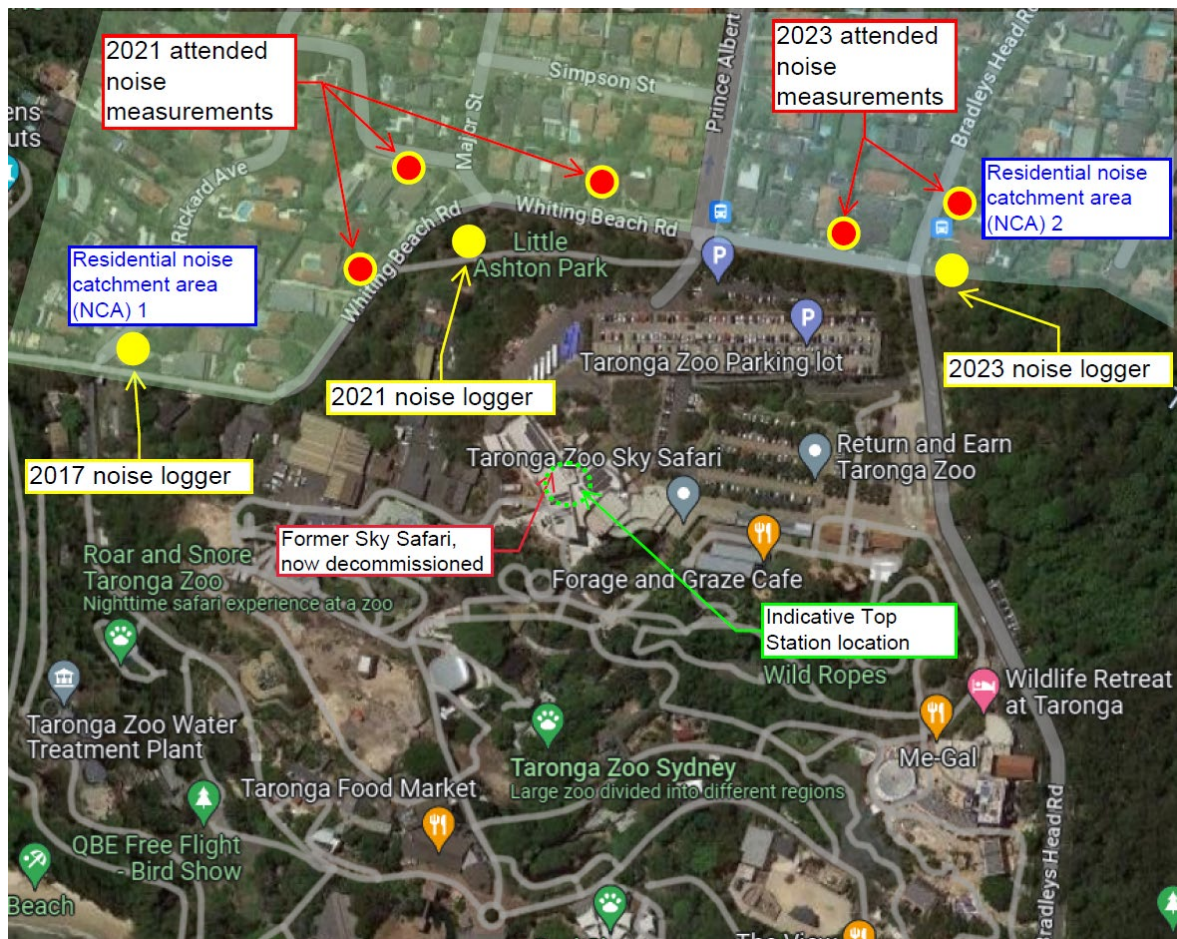 2021 attended
noise
measurements
2023 attended
noise
measurements
Simpson St
Major St
Prince Albert
Bradleys Head Rd
ens
uts
Rickard Ave
Residential noise
catchment area
(NCA) 2
Whiting Beach Rd
Whiting Beach Rd
Little
Ashton Park
P
Residential noise
catchment area
(NCA) 1
P
Taronga Zoo Parking lot
2021 noise logger
2023 noise logger
2017 noise logger
Taronga Zoo Sky Safari
Return and Earn
Taronga Zoo
Former Sky Safari,
now decommissioned
Roar and Snore
Taronga Zoo
Nighttime safari experience at a zoo
Forage and Graze Cafe
Indicative Top
Station location
Wild Ropes
Wildlife Retreat
at Taronga
Taronga Zoo Water
Treatment Plant
Me-Gal
Taronga Food Market
Taronga Zoo Sydney
Large zoo divided into different regions
QBE Free Flight
- Bird Show
Beach
Bradleys Head Rd
The View